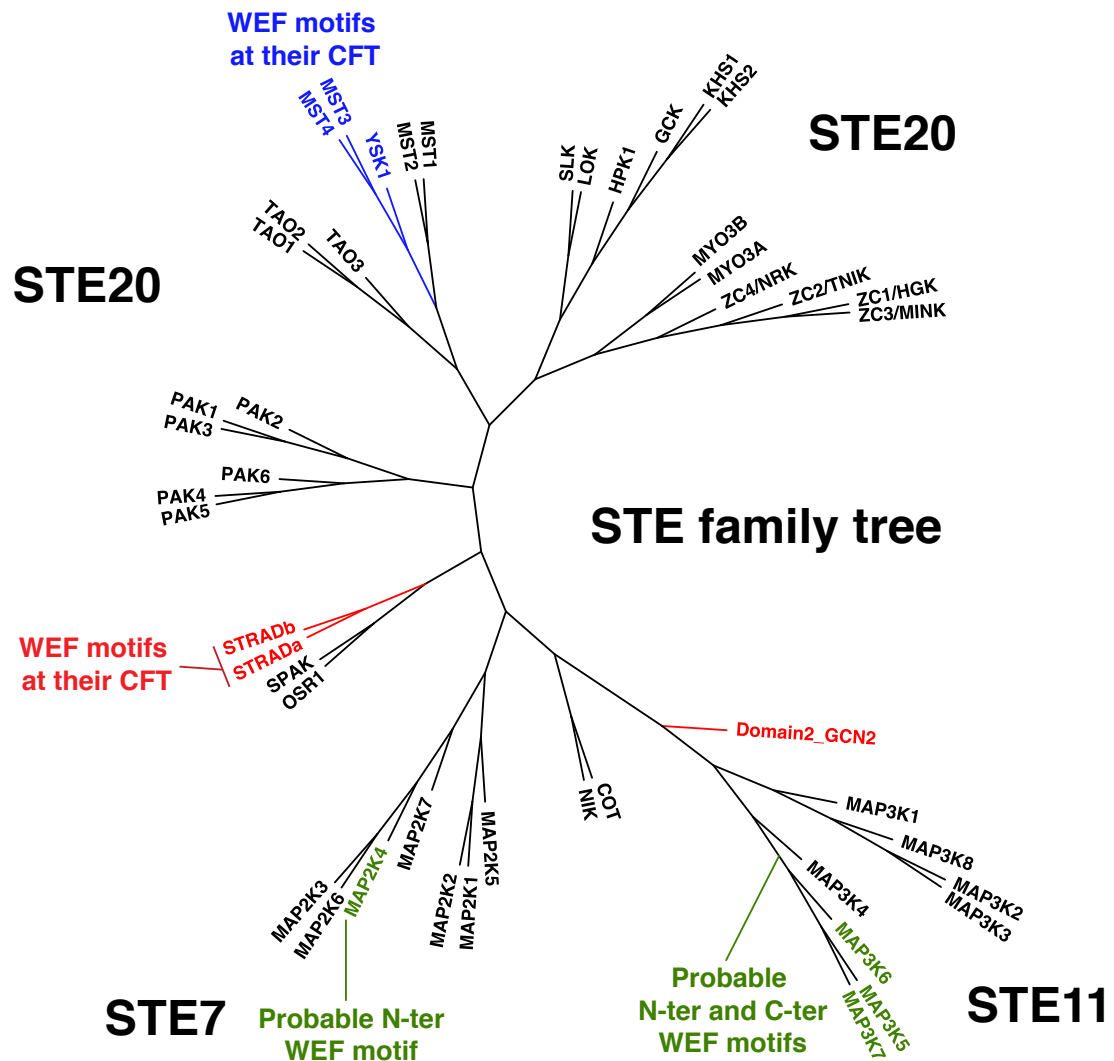 WEF motifs
at their CFT
MST3
MST4
YSK1
MST2
MST1
SLK
LOK
HPK1
GCK
KHS1
KHS2
STE20
TAO2
TAO1
TAO3
STE20
MYO3B
MYO3A
ZC4/NRK
ZC2/TNIK
ZC1/HGK
ZC3/MINK
PAK1
PAK3
PAK2
PAK6
PAK4
PAK5
STE family tree
WEF motifs
at their CFT
STRADb
STRADa
SPAK
OSR1
Domain2_GCN2
NIK
COT
MAP2K3
MAP2K6
MAP2K4
MAP2K7
MAP2K2
MAP2K1
MAP2K5
MAP3K1
MAP3K8
MAP3K2
MAP3K3
MAP3K4
MAP3K6
MAP3K5
MAP3K7
STE7
Probable N-ter
WEF motif
Probable
N-ter and C-ter
WEF motifs
STE11